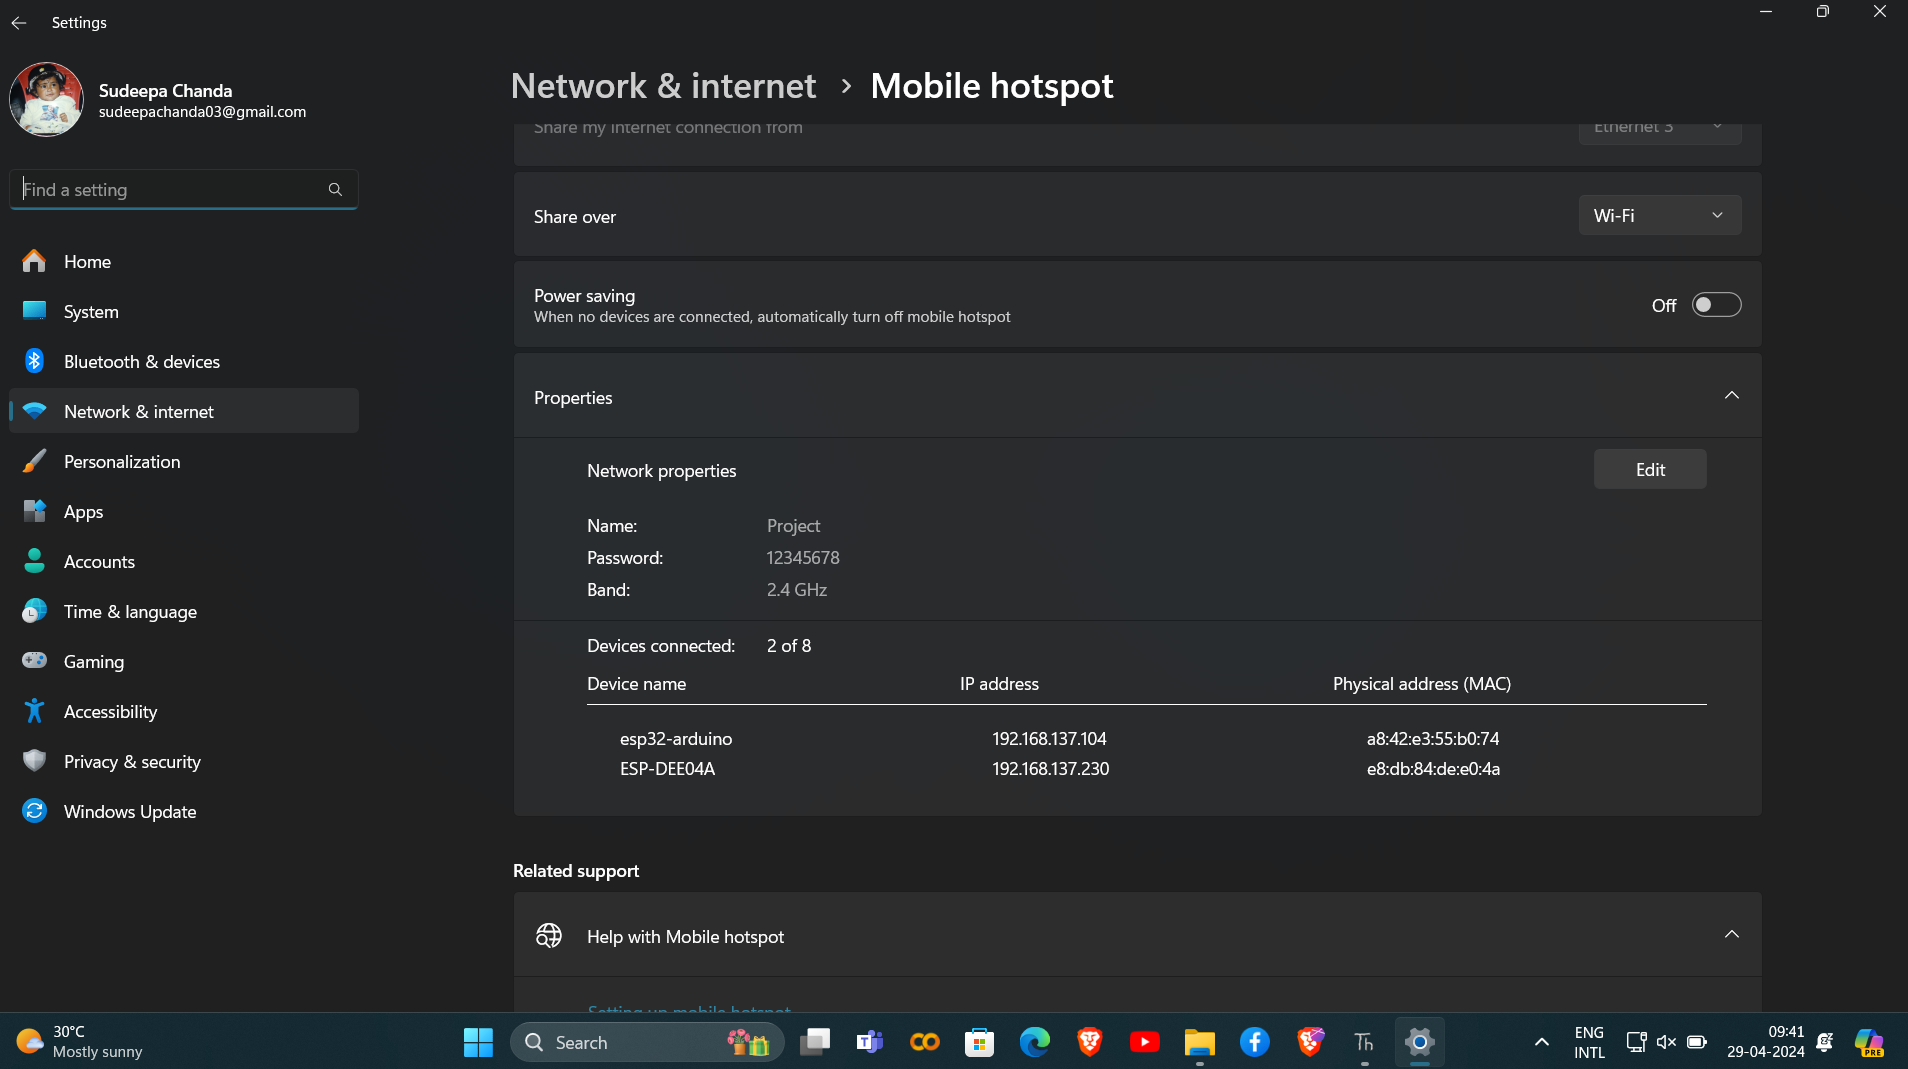 Settings
Sudeepa Chanda
sudeepachanda03@gmail.com
Find a setting
Home
System
Bluetooth & devices
Network & internet
Personalization
Apps
Accounts
Time & language
Gaming
Accessibility
Privacy & security
Windows Update
Network & internet › Mobile hotspot
Share my internet connection from Ethernet 3
Share over Wi-Fi
Power saving
When no devices are connected, automatically turn off mobile hotspot
Off
Properties
Network properties Edit
Name: Project
Password: 12345678
Band: 2.4 GHz
Devices connected: 2 of 8
Device name IP address Physical address (MAC)
esp32-arduino 192.168.137.104 a8:42:e3:55:b0:74
ESP-DEE04A 192.168.137.230 e8:db:84:de:e0:4a
Related support
Help with Mobile hotspot
Setting up mobile hotspot
30°C
Mostly sunny
Search
Th
ENG
INTL
09:41
29-04-2024
PRE